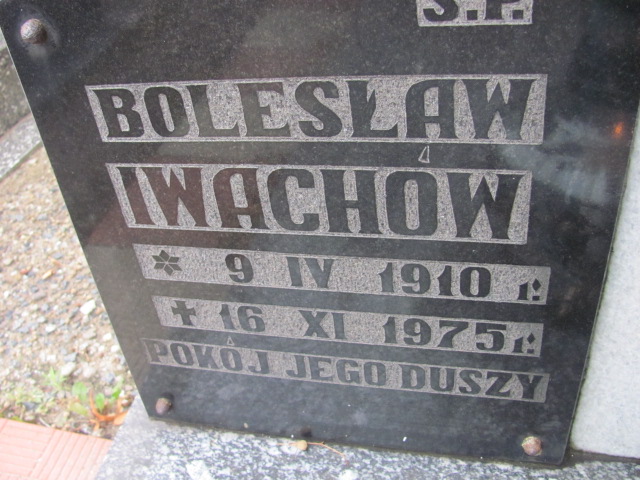 Ś.P.
BOLESŁAW
IWACHÓW
* 9 IV 1910 r.
✝ 16 XI 1975 r.
POKÓJ JEGO DUSZY